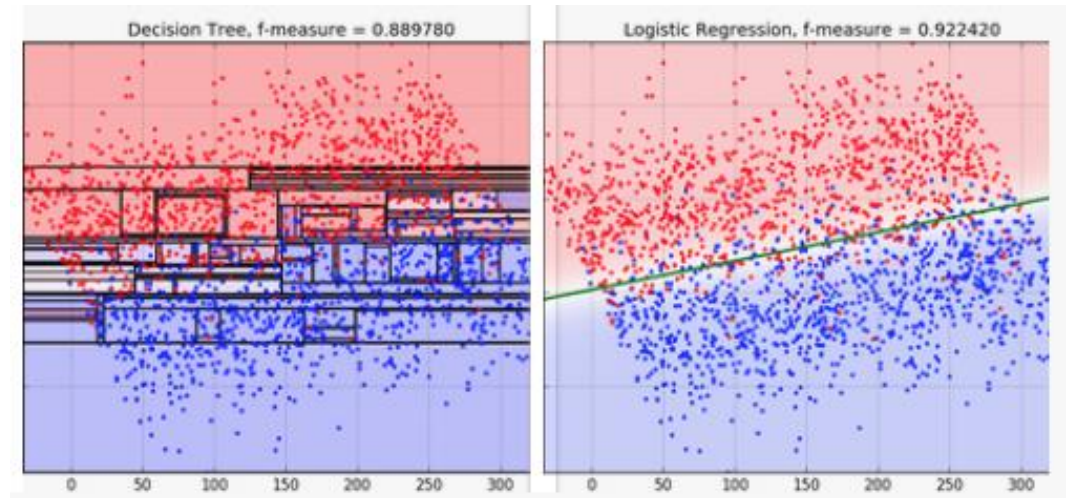 Decision Tree, f-measure = 0.889780
Logistic Regression, f-measure = 0.922420
0 50 100 150 200 250 300
0 50 100 150 200 250 300